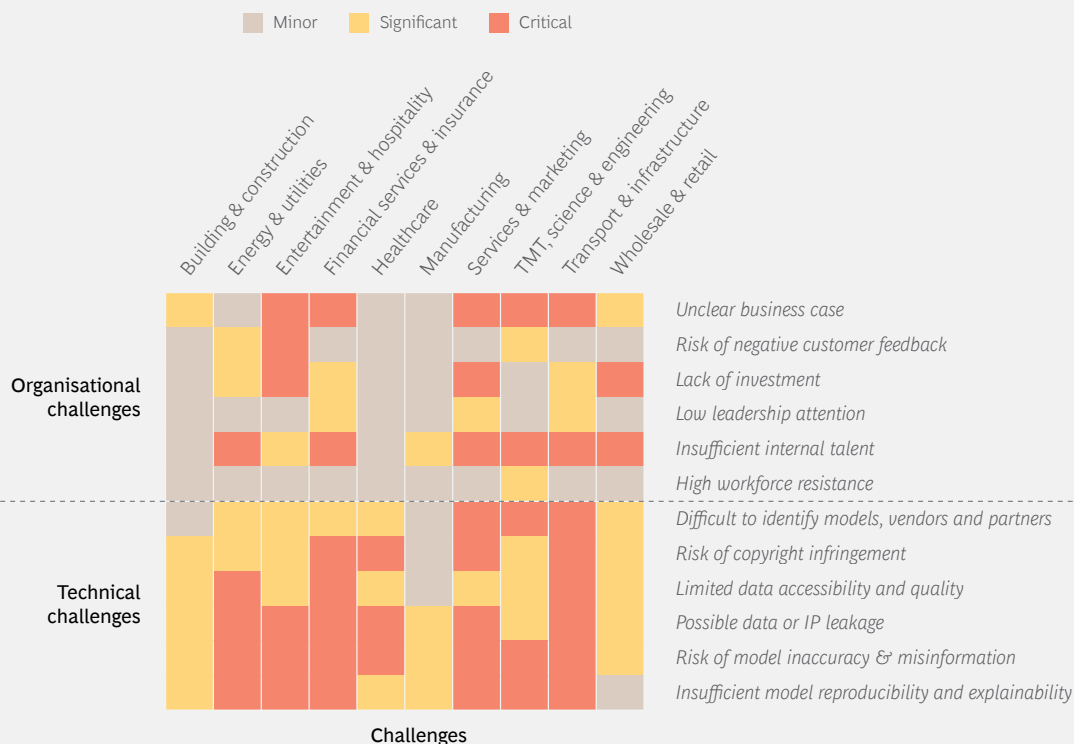 Minor
Significant
Critical
Building & construction
Energy & utilities
Entertainment & hospitality
Financial services & insurance
Healthcare
Manufacturing
Services & marketing
TMT, science & engineering
Transport & infrastructure
Wholesale & retail
Organisational
challenges
Unclear business case
Risk of negative customer feedback
Lack of investment
Low leadership attention
Insufficient internal talent
High workforce resistance
Technical
challenges
Difficult to identify models, vendors and partners
Risk of copyright infringement
Limited data accessibility and quality
Possible data or IP leakage
Risk of model inaccuracy & misinformation
Insufficient model reproducibility and explainability
Challenges